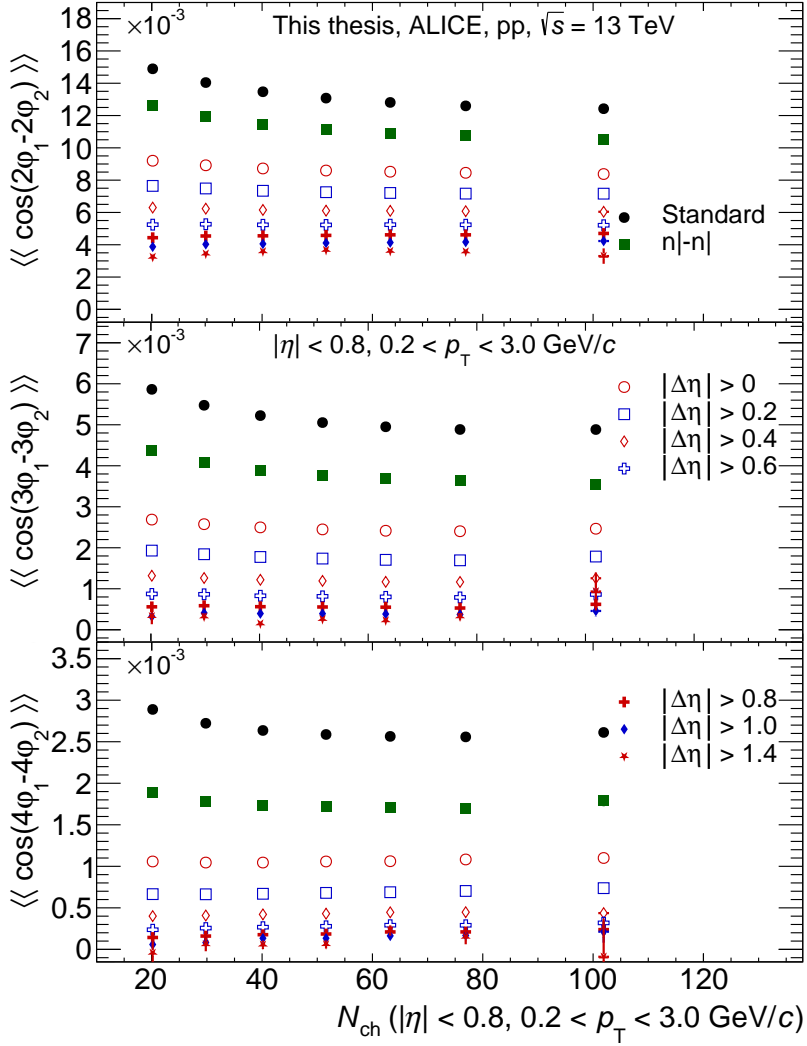 ×10⁻³
This thesis, ALICE, pp, √s = 13 TeV
⟨⟨ cos(2φ₁-2φ₂) ⟩⟩
18
16
14
12
10
8
6
4
2
0
Standard
n|-n|
×10⁻³
|η| < 0.8, 0.2 < p_T < 3.0 GeV/c
⟨⟨ cos(3φ₁-3φ₂) ⟩⟩
7
6
5
4
3
2
1
0
|Δη| > 0
|Δη| > 0.2
|Δη| > 0.4
|Δη| > 0.6
×10⁻³
⟨⟨ cos(4φ₁-4φ₂) ⟩⟩
3.5
3
2.5
2
1.5
1
0.5
0
|Δη| > 0.8
|Δη| > 1.0
|Δη| > 1.4
20 40 60 80 100 120
N_ch (|η| < 0.8, 0.2 < p_T < 3.0 GeV/c)